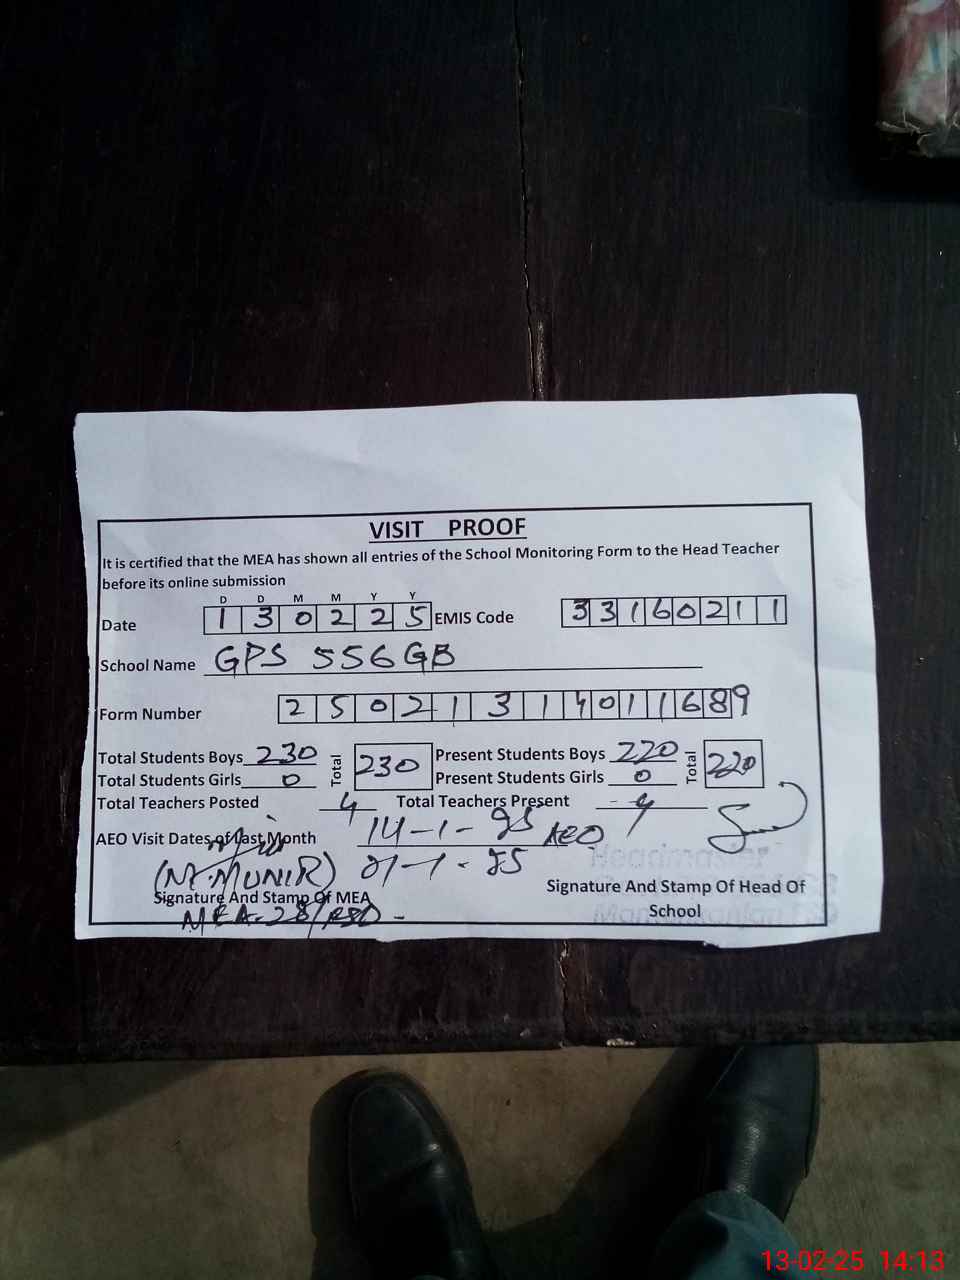 VISIT PROOF
It is certified that the MEA has shown all entries of the School Monitoring Form to the Head Teacher
before its online submission
D D M M Y Y
Date 1 3 0 2 2 5 EMIS Code 3 3 1 6 0 2 1 1
School Name GPS 556 GB
Form Number 2 5 0 2 1 3 1 4 0 1 1 6 8 9
Total Students Boys 230 Total 230 Present Students Boys 220 Total 220
Total Students Girls 0 Present Students Girls 0
Total Teachers Posted 4 Total Teachers Present 4
AEO Visit Dates of Last Month 14-1-25 AEO
(M.MUNIR)
Signature And Stamp Of MEA
MEA-28/
Signature And Stamp Of Head Of
School
Headmaster
13-02-25 14:13